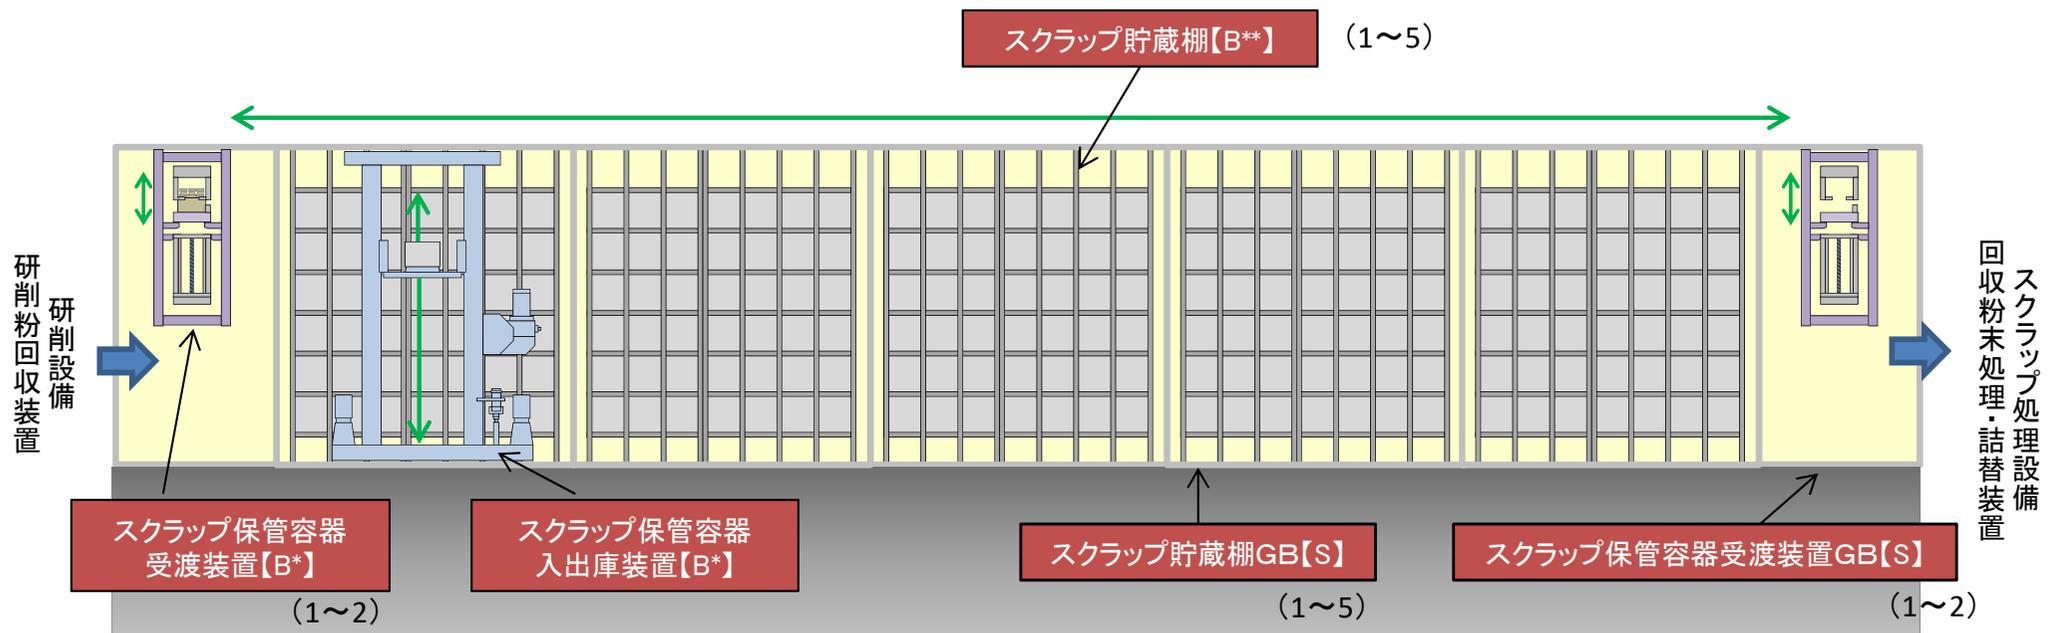 スクラップ貯蔵棚【B**】
（1～5）
研削設備
研削粉回収装置
スクラップ処理設備
回収粉末処理・詰替装置
スクラップ保管容器
受渡装置【B*】
（1～2）
スクラップ保管容器
入出庫装置【B*】
スクラップ貯蔵棚GB【S】
（1～5）
スクラップ保管容器受渡装置GB【S】
（1～2）